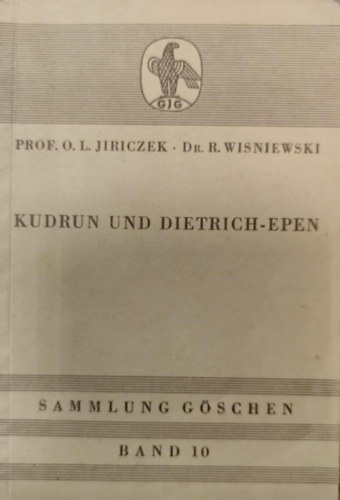 GJG
PROF. O. L. JIRICZEK · DR. R. WISNIEWSKI
KUDRUN UND DIETRICH-EPEN
SAMMLUNG GÖSCHEN
BAND 10